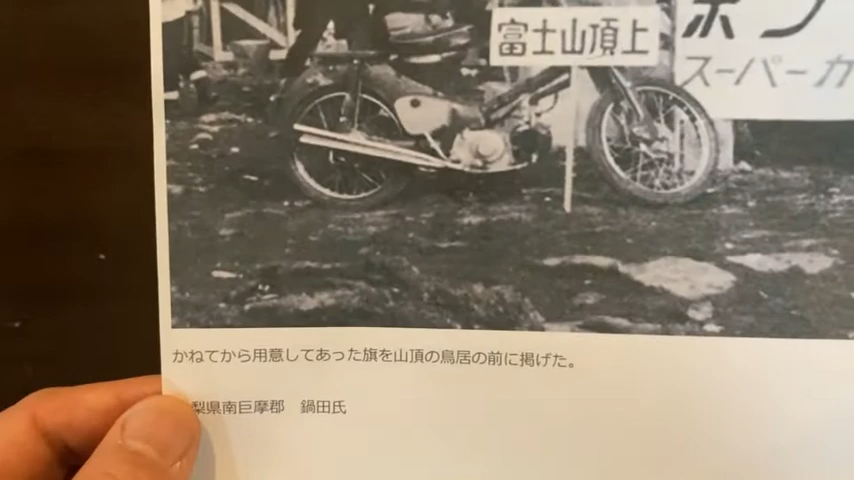 富士山頂上
スーパーカ
かねてから用意してあった旗を山頂の鳥居の前に掲げた。
梨県南巨摩郡　鍋田氏